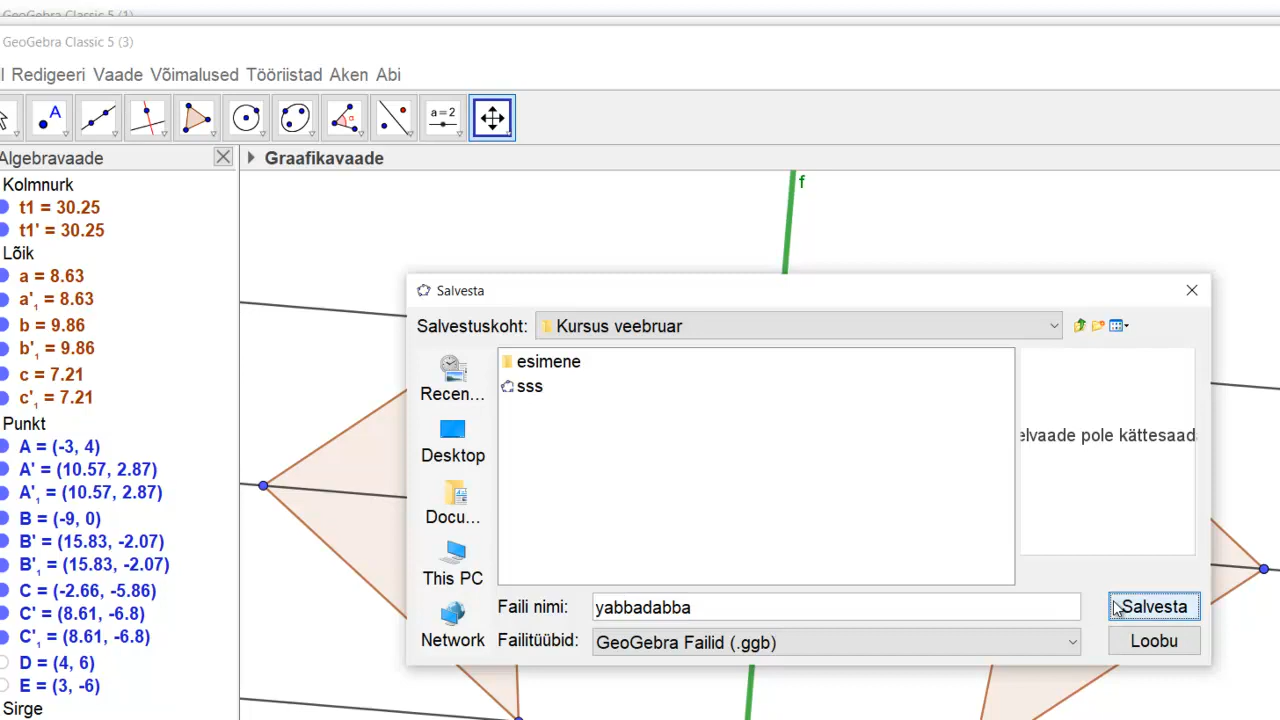 GeoGebra Classic 5 (1)
GeoGebra Classic 5 (3)
Redigeeri Vaade Võimalused Tööriistad Aken Abi
A
α
a=2
Algebravaade
Graafikavaade
Kolmnurk
t1 = 30.25
t1' = 30.25
Lõik
a = 8.63
a'₁ = 8.63
b = 9.86
b'₁ = 9.86
c = 7.21
c'₁ = 7.21
Punkt
A = (-3, 4)
A' = (10.57, 2.87)
A'₁ = (10.57, 2.87)
B = (-9, 0)
B' = (15.83, -2.07)
B'₁ = (15.83, -2.07)
C = (-2.66, -5.86)
C' = (8.61, -6.8)
C'₁ = (8.61, -6.8)
D = (4, 6)
E = (3, -6)
Sirge
f
Salvesta
Salvestuskoht: Kursus veebruar
Recen...
Desktop
Docu...
This PC
Network
esimene
sss
elvaade pole kättesaad
Faili nimi: yabbadabba
Salvesta
Failitüübid: GeoGebra Failid (.ggb)
Loobu